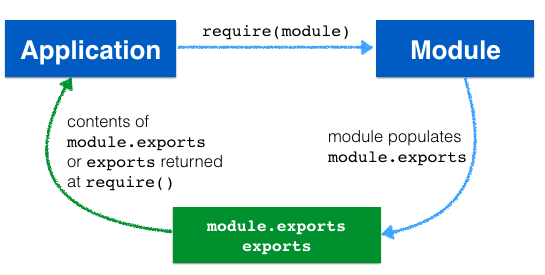 require(module)
Application
Module
contents of
module.exports
or exports returned
at require()
module populates
module.exports
module.exports
exports